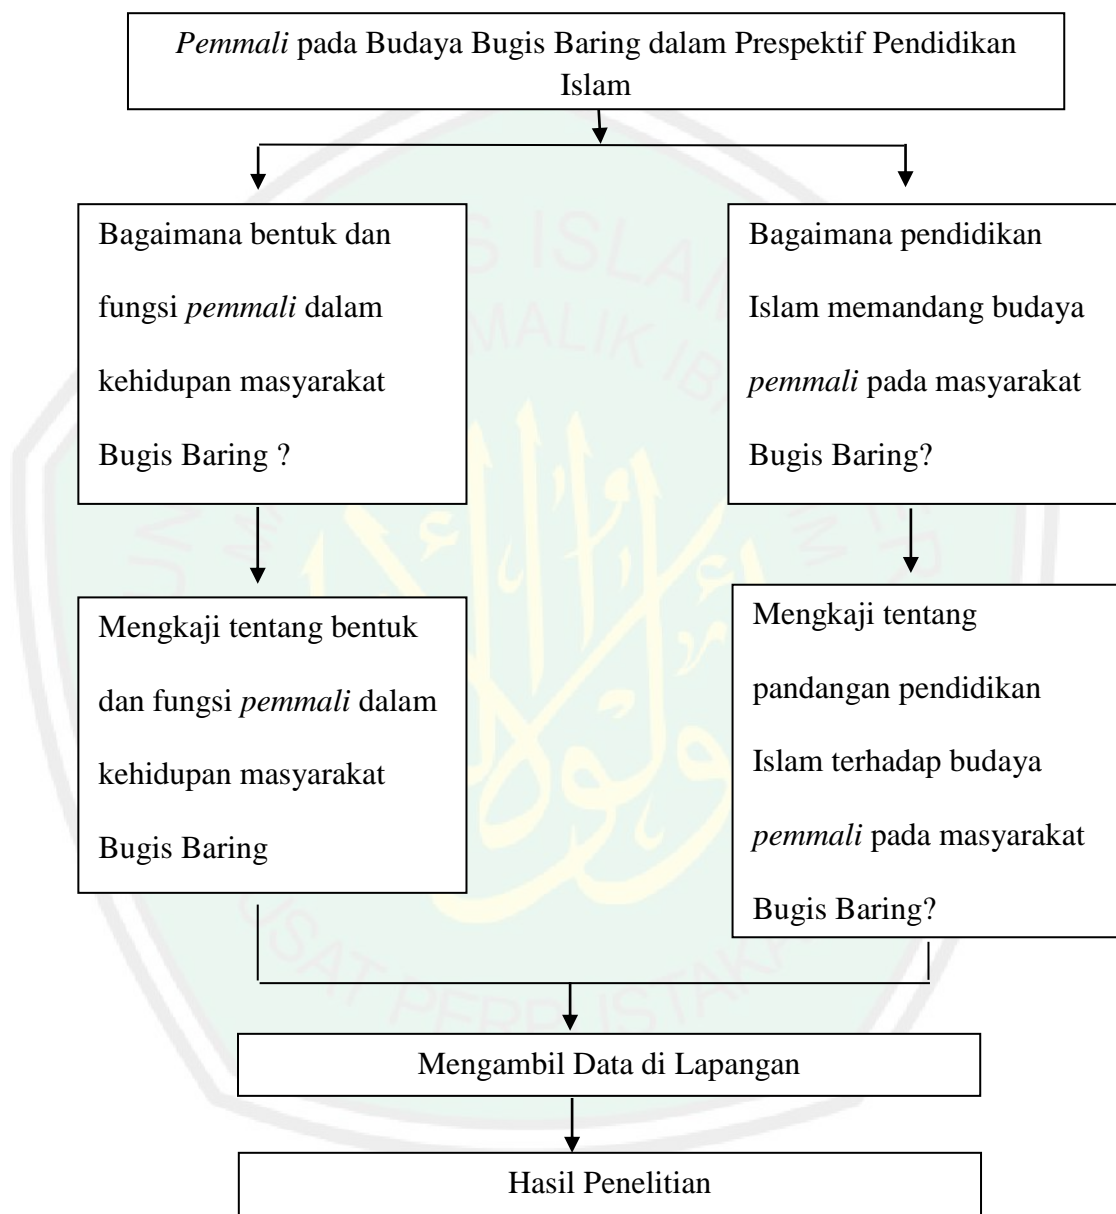 Pemmali pada Budaya Bugis Baring dalam Prespektif Pendidikan
Islam
Bagaimana bentuk dan
fungsi pemmali dalam
kehidupan masyarakat
Bugis Baring ?
Bagaimana pendidikan
Islam memandang budaya
pemmali pada masyarakat
Bugis Baring?
Mengkaji tentang bentuk
dan fungsi pemmali dalam
kehidupan masyarakat
Bugis Baring
Mengkaji tentang
pandangan pendidikan
Islam terhadap budaya
pemmali pada masyarakat
Bugis Baring?
Mengambil Data di Lapangan
Hasil Penelitian